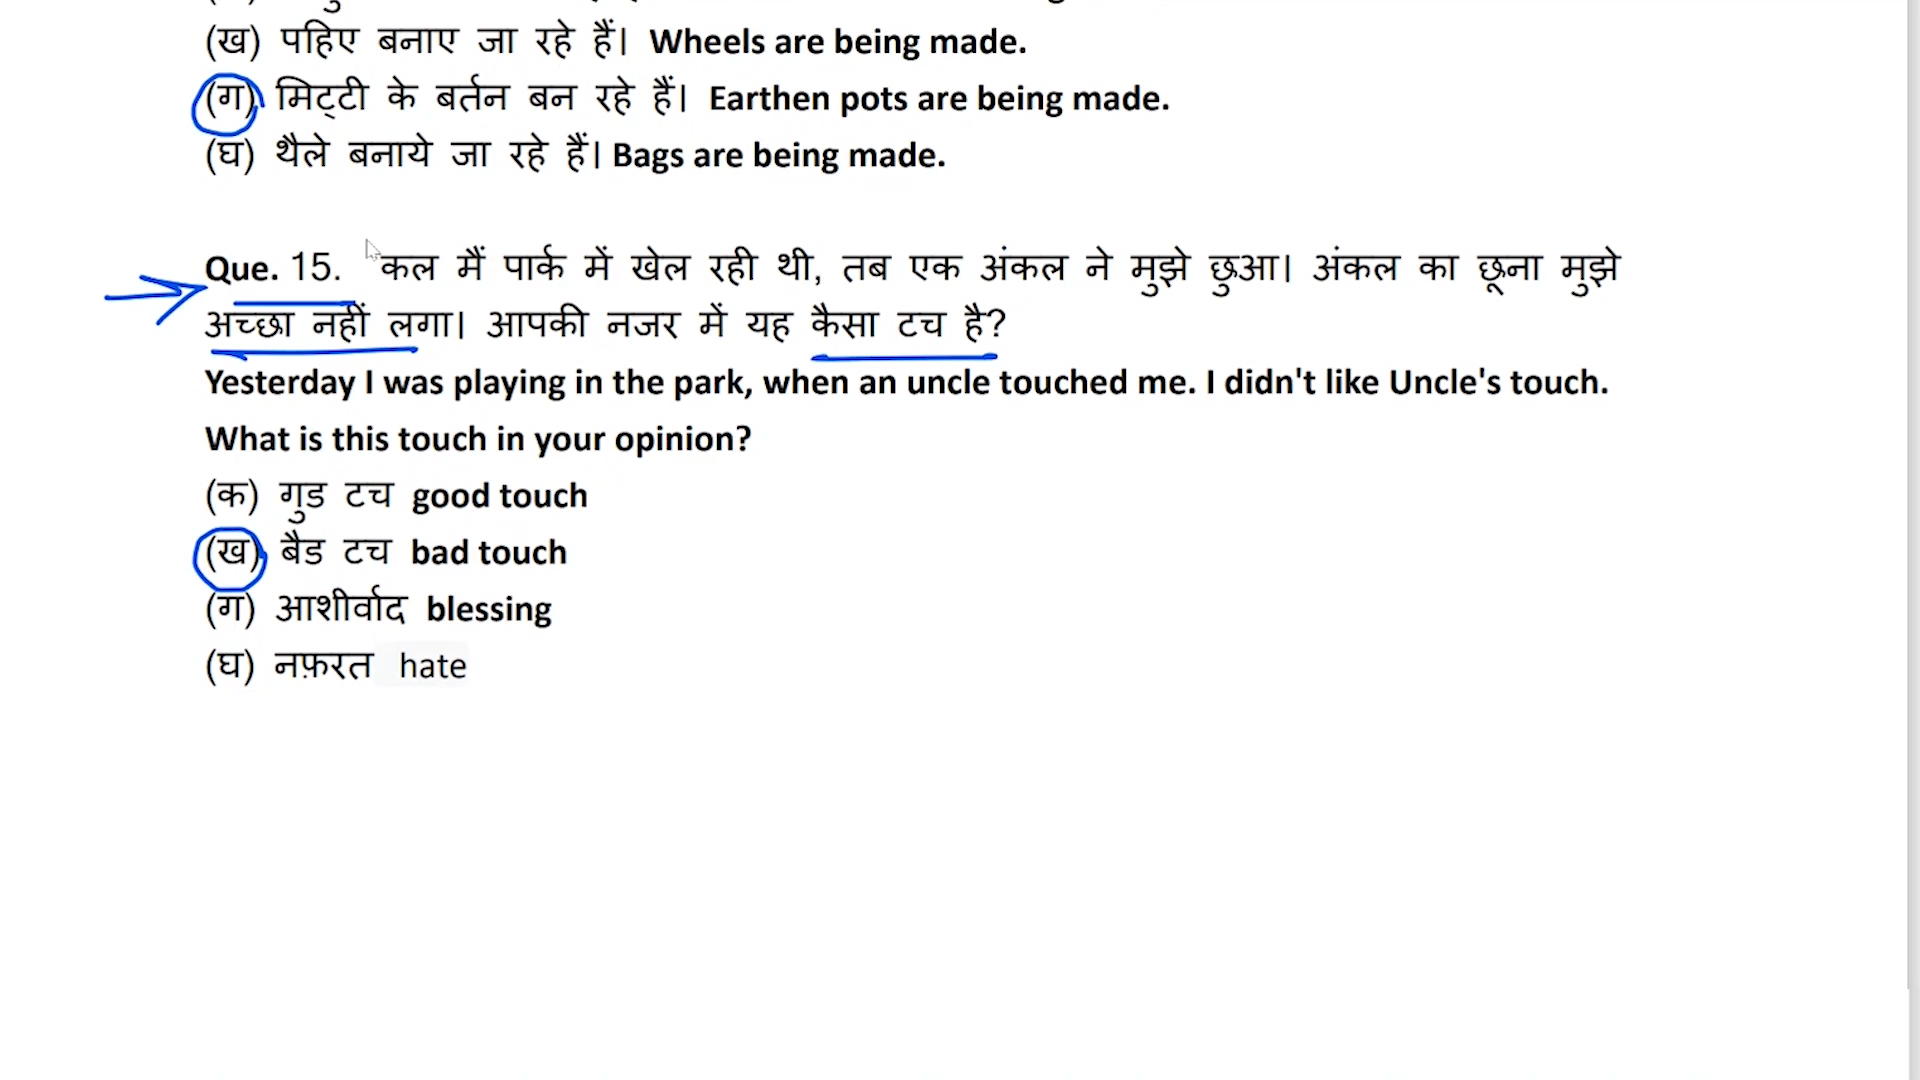 (ख) पहिए बनाए जा रहे हैं। Wheels are being made.
(ग) मिट्टी के बर्तन बन रहे हैं। Earthen pots are being made.
(घ) थैले बनाये जा रहे हैं। Bags are being made.
Que. 15. कल मैं पार्क में खेल रही थी, तब एक अंकल ने मुझे छुआ। अंकल का छूना मुझे
अच्छा नहीं लगा। आपकी नजर में यह कैसा टच है?
Yesterday I was playing in the park, when an uncle touched me. I didn't like Uncle's touch.
What is this touch in your opinion?
(क) गुड टच good touch
(ख) बैड टच bad touch
(ग) आशीर्वाद blessing
(घ) नफ़रत hate